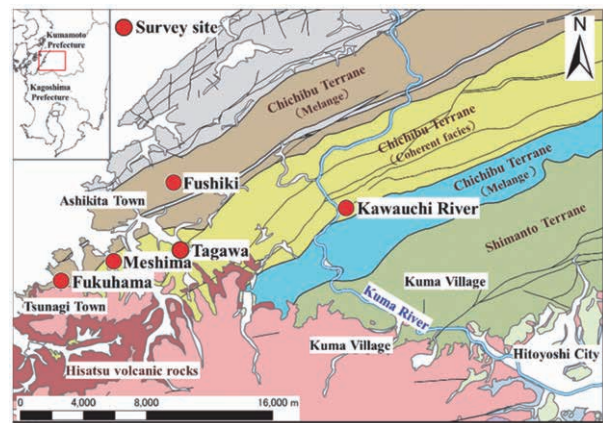 Kumamoto
Prefecture
Kagoshima
Prefecture
Survey site
N
Chichibu Terrane
(Melange)
Chichibu Terrane
(Coherent facies)
Chichibu Terrane
(Melange)
Shimanto Terrane
Fushiki
Ashikita Town
Kawauchi River
Tagawa
Meshima
Fukuhama
Tsunagi Town
Kuma Village
Kuma River
Kuma Village
Hitoyoshi City
Hisatsu volcanic rocks
0 4,000 8,000 16,000 m